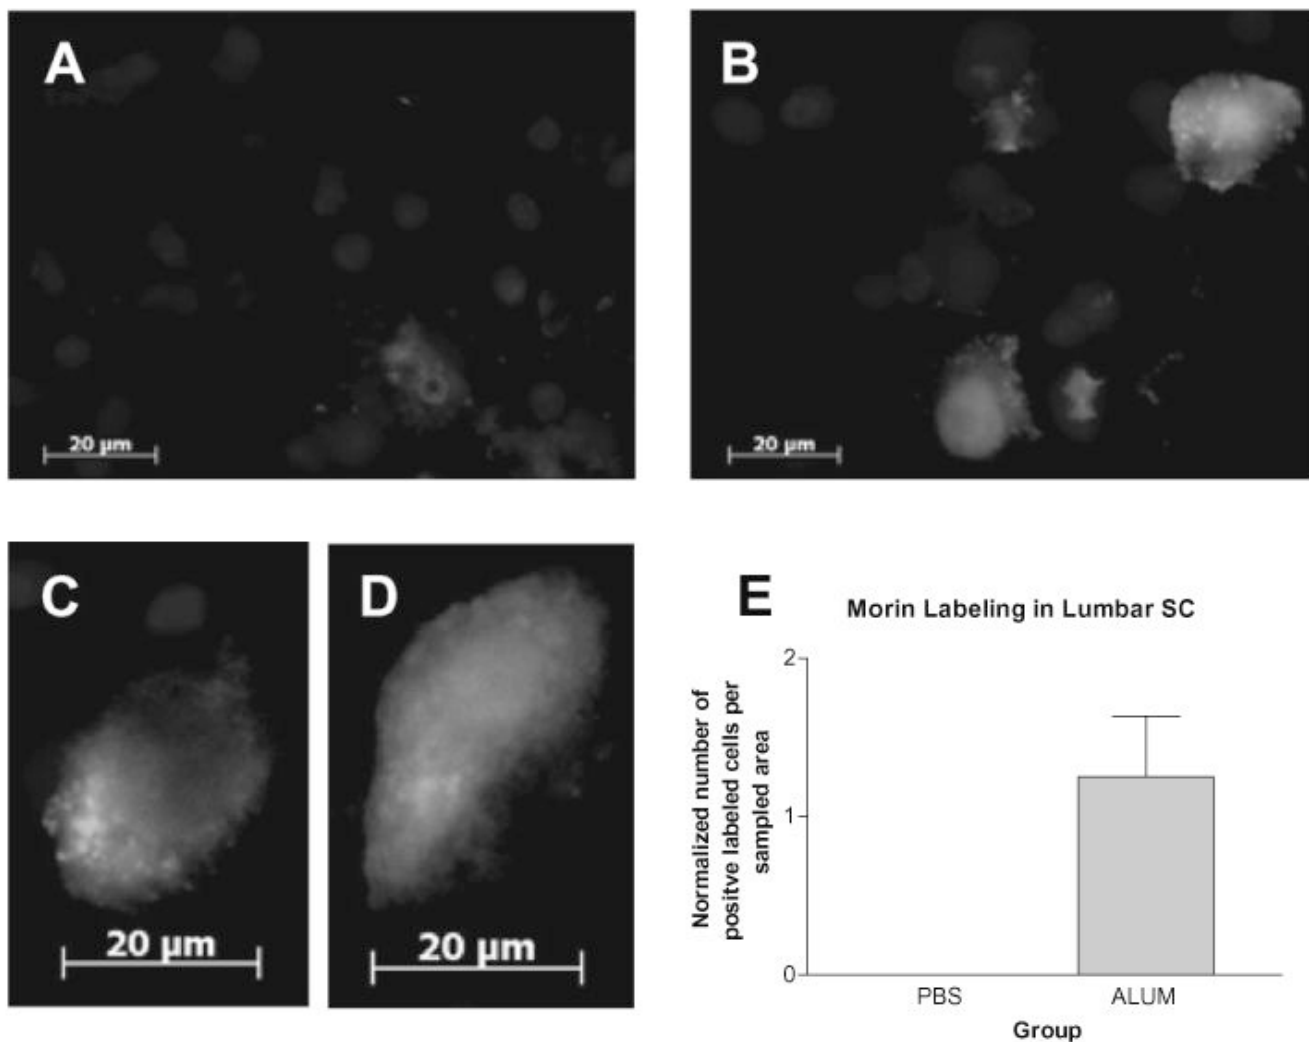 A
20 µm
B
20 µm
C
20 µm
D
20 µm
E
Morin Labeling in Lumbar SC
Normalized number of
positve labeled cells per
sampled area
2
1
0
PBS ALUM
Group